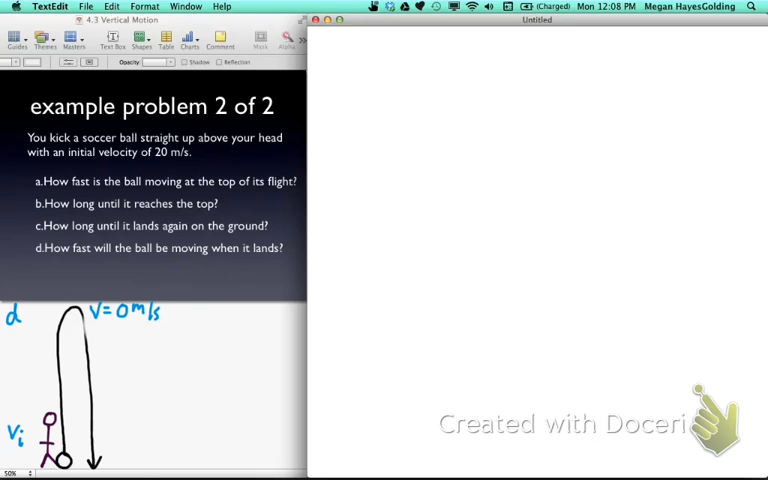 TextEdit File Edit Format Window Help
Mon 12:08 PM Megan HayesGolding
(Charged)
4.3 Vertical Motion
Untitled
Guides Themes Masters Text Box Shapes Table Charts Comment Mask Alpha
Opacity: Shadow Reflection
example problem 2 of 2
You kick a soccer ball straight up above your head
with an initial velocity of 20 m/s.
a.How fast is the ball moving at the top of its flight?
b.How long until it reaches the top?
c.How long until it lands again on the ground?
d.How fast will the ball be moving when it lands?
d
v=0m/s
Vi
50%
Created with Doceri